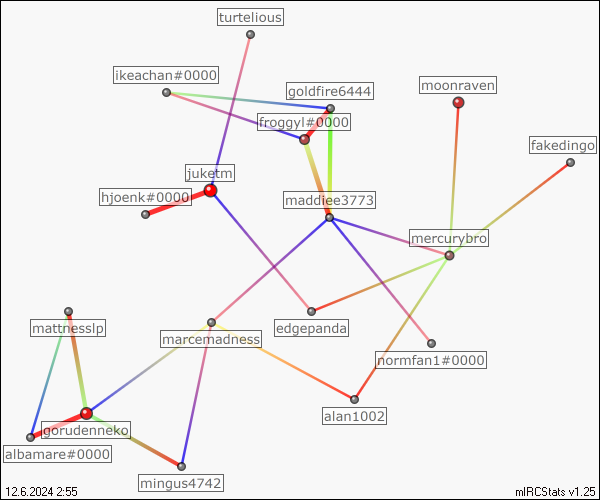 turtelious
ikeachan#0000
goldfire6444
moonraven
froggyl#0000
fakedingo
juketm
hjoenk#0000
maddiee3773
mercurybro
mattnesslp
marcemadness
edgepanda
normfan1#0000
alan1002
gorudenneko
albamare#0000
mingus4742
12.6.2024 2:55
mIRCStats v1.25